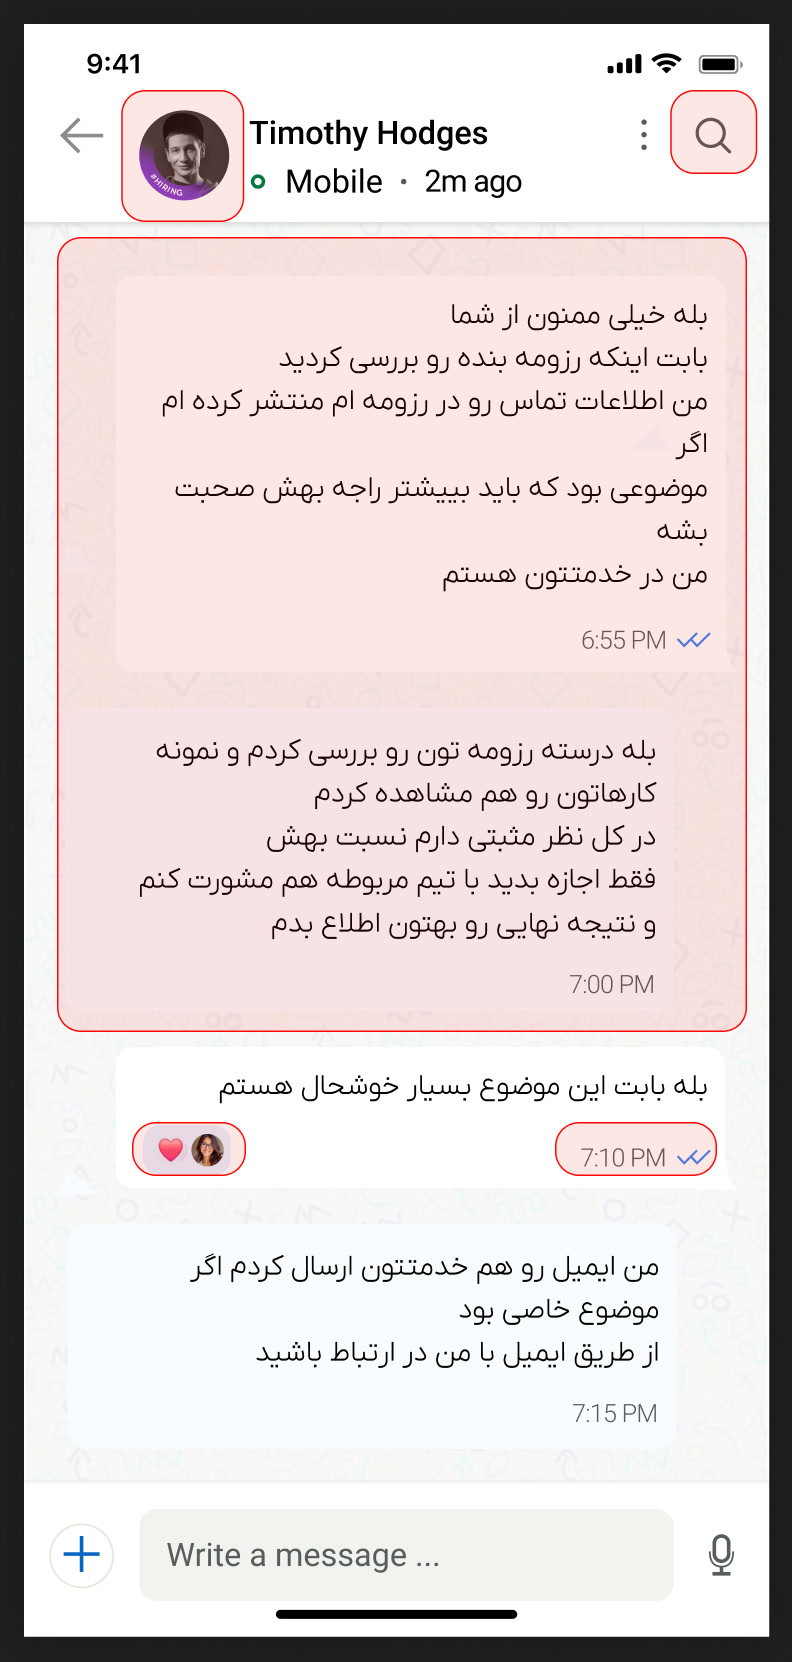 9:41
Timothy Hodges
Mobile · 2m ago
#HIRING
بله خیلی ممنون از شما
بابت اینکه رزومه بنده رو بررسی کردید
من اطلاعات تماس رو در رزومه ام منتشر کرده ام
اگر
موضوعی بود که باید بییشتر راجه بهش صحبت
بشه
من در خدمتتون هستم
6:55 PM
بله درسته رزومه تون رو بررسی کردم و نمونه
کارهاتون رو هم مشاهده کردم
در کل نظر مثبتی دارم نسبت بهش
فقط اجازه بدید با تیم مربوطه هم مشورت کنم
و نتیجه نهایی رو بهتون اطلاع بدم
7:00 PM
بله بابت این موضوع بسیار خوشحال هستم
7:10 PM
من ایمیل رو هم خدمتتون ارسال کردم اگر
موضوع خاصی بود
از طریق ایمیل با من در ارتباط باشید
7:15 PM
Write a message ...